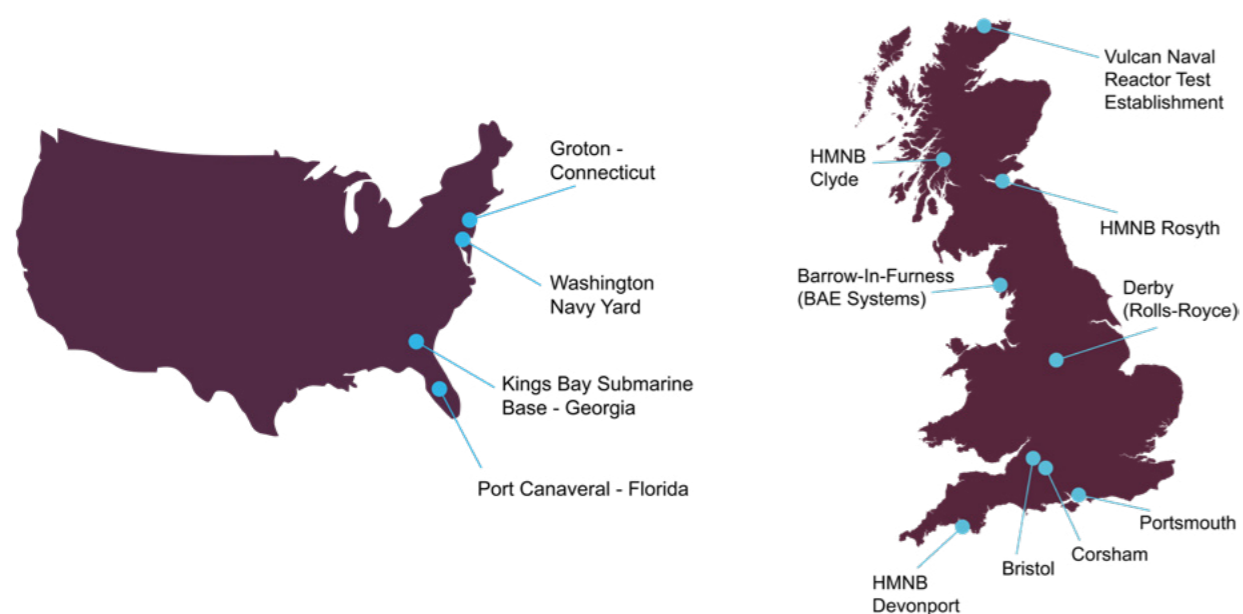 Groton -
Connecticut
Washington
Navy Yard
Kings Bay Submarine
Base - Georgia
Port Canaveral - Florida
Vulcan Naval
Reactor Test
Establishment
HMNB
Clyde
HMNB Rosyth
Barrow-In-Furness
(BAE Systems)
Derby
(Rolls-Royce)
Portsmouth
Corsham
Bristol
HMNB
Devonport